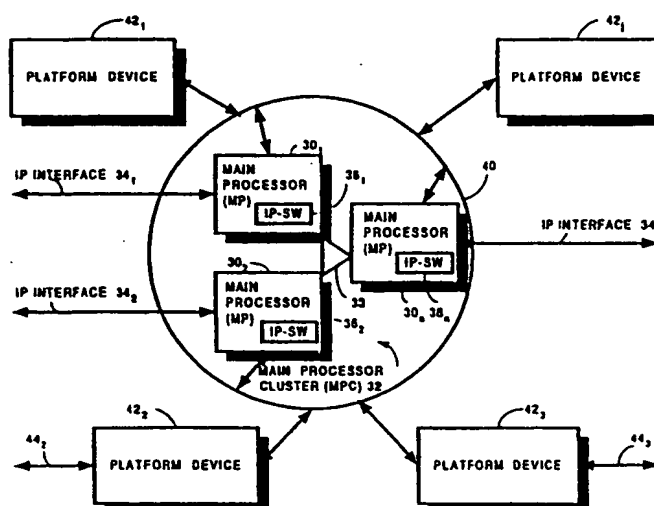 42₁
42ᵢ
PLATFORM DEVICE
PLATFORM DEVICE
30₁
40
MAIN
PROCESSOR
(MP)
36₁
IP-SW
IP INTERFACE 34₁
MAIN
PROCESSOR
(MP)
IP-SW
IP INTERFACE 34
30₂
MAIN
PROCESSOR
(MP)
IP-SW
33
30ₙ
36ₙ
IP INTERFACE 34₂
36₂
MAIN PROCESSOR
CLUSTER (MPC) 32
42₂
42₃
44₂
PLATFORM DEVICE
PLATFORM DEVICE
44₃